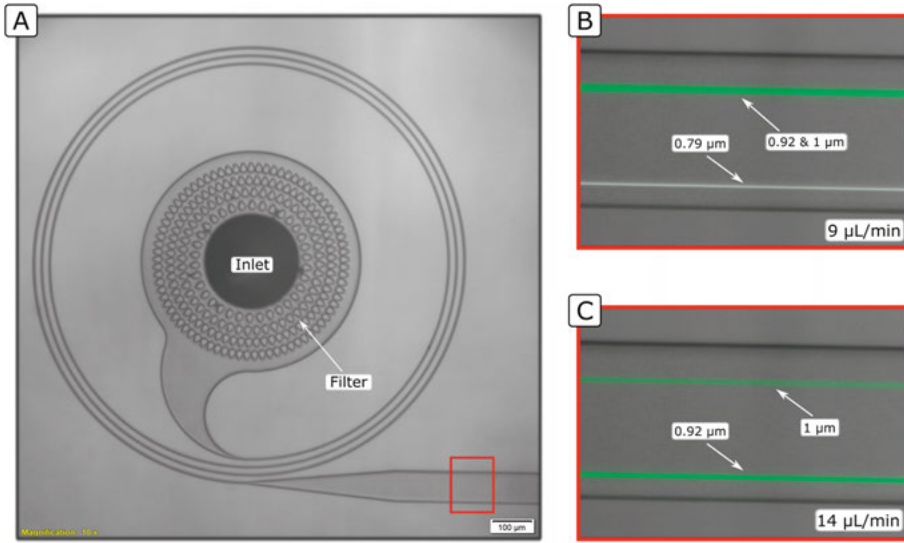 A
Inlet
Filter
Magnification: 10 x
100 µm
B
0.79 µm
0.92 & 1 µm
9 µL/min
C
0.92 µm
1 µm
14 µL/min